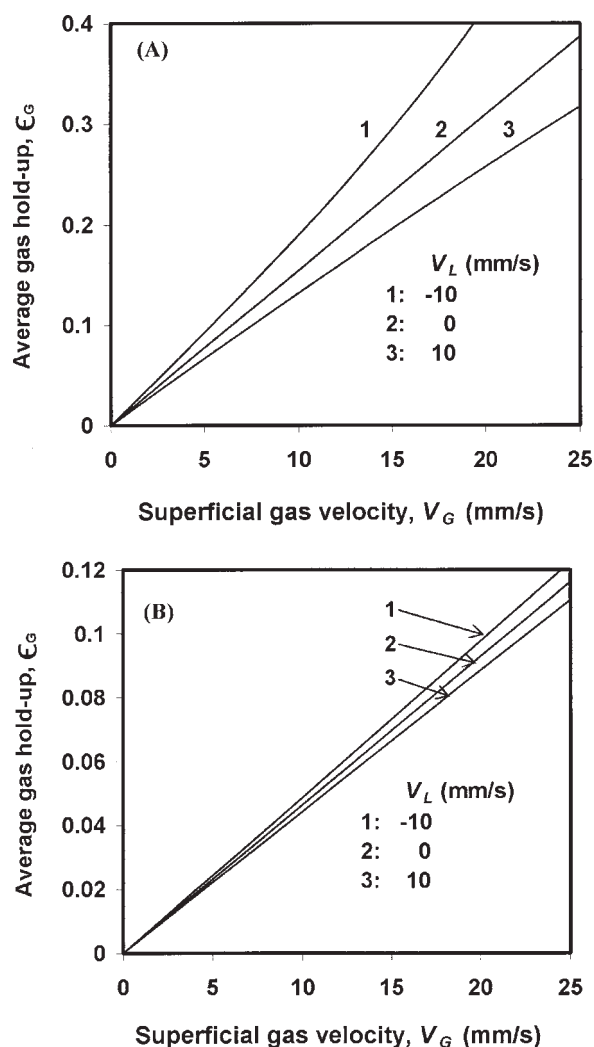 (A)
0.4
0.3
0.2
0.1
0
Average gas hold-up, ϵG
1
2
3
VL (mm/s)
1: -10
2: 0
3: 10
0 5 10 15 20 25
Superficial gas velocity, VG (mm/s)
(B)
0.12
0.1
0.08
0.06
0.04
0.02
0
Average gas hold-up, ϵG
1
2
3
VL (mm/s)
1: -10
2: 0
3: 10
0 5 10 15 20 25
Superficial gas velocity, VG (mm/s)